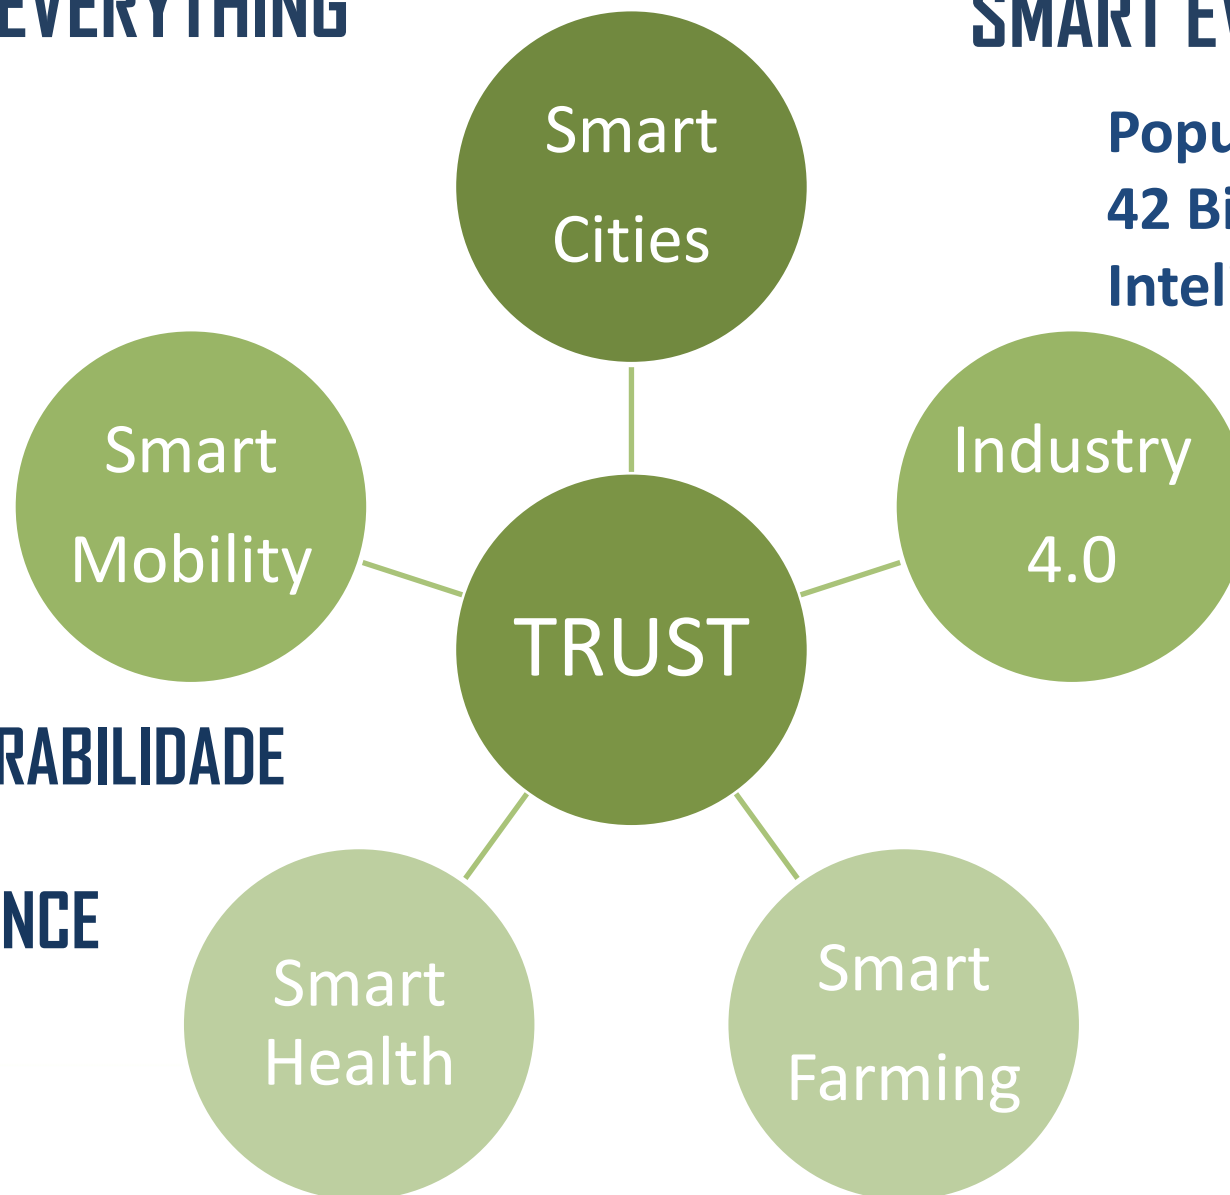 EVERYTHING
SMART EV
Smart
Cities
Popu
42 Bi
Intel
Smart
Mobility
Industry
4.0
TRUST
RABILIDADE
NCE
Smart
Health
Smart
Farming